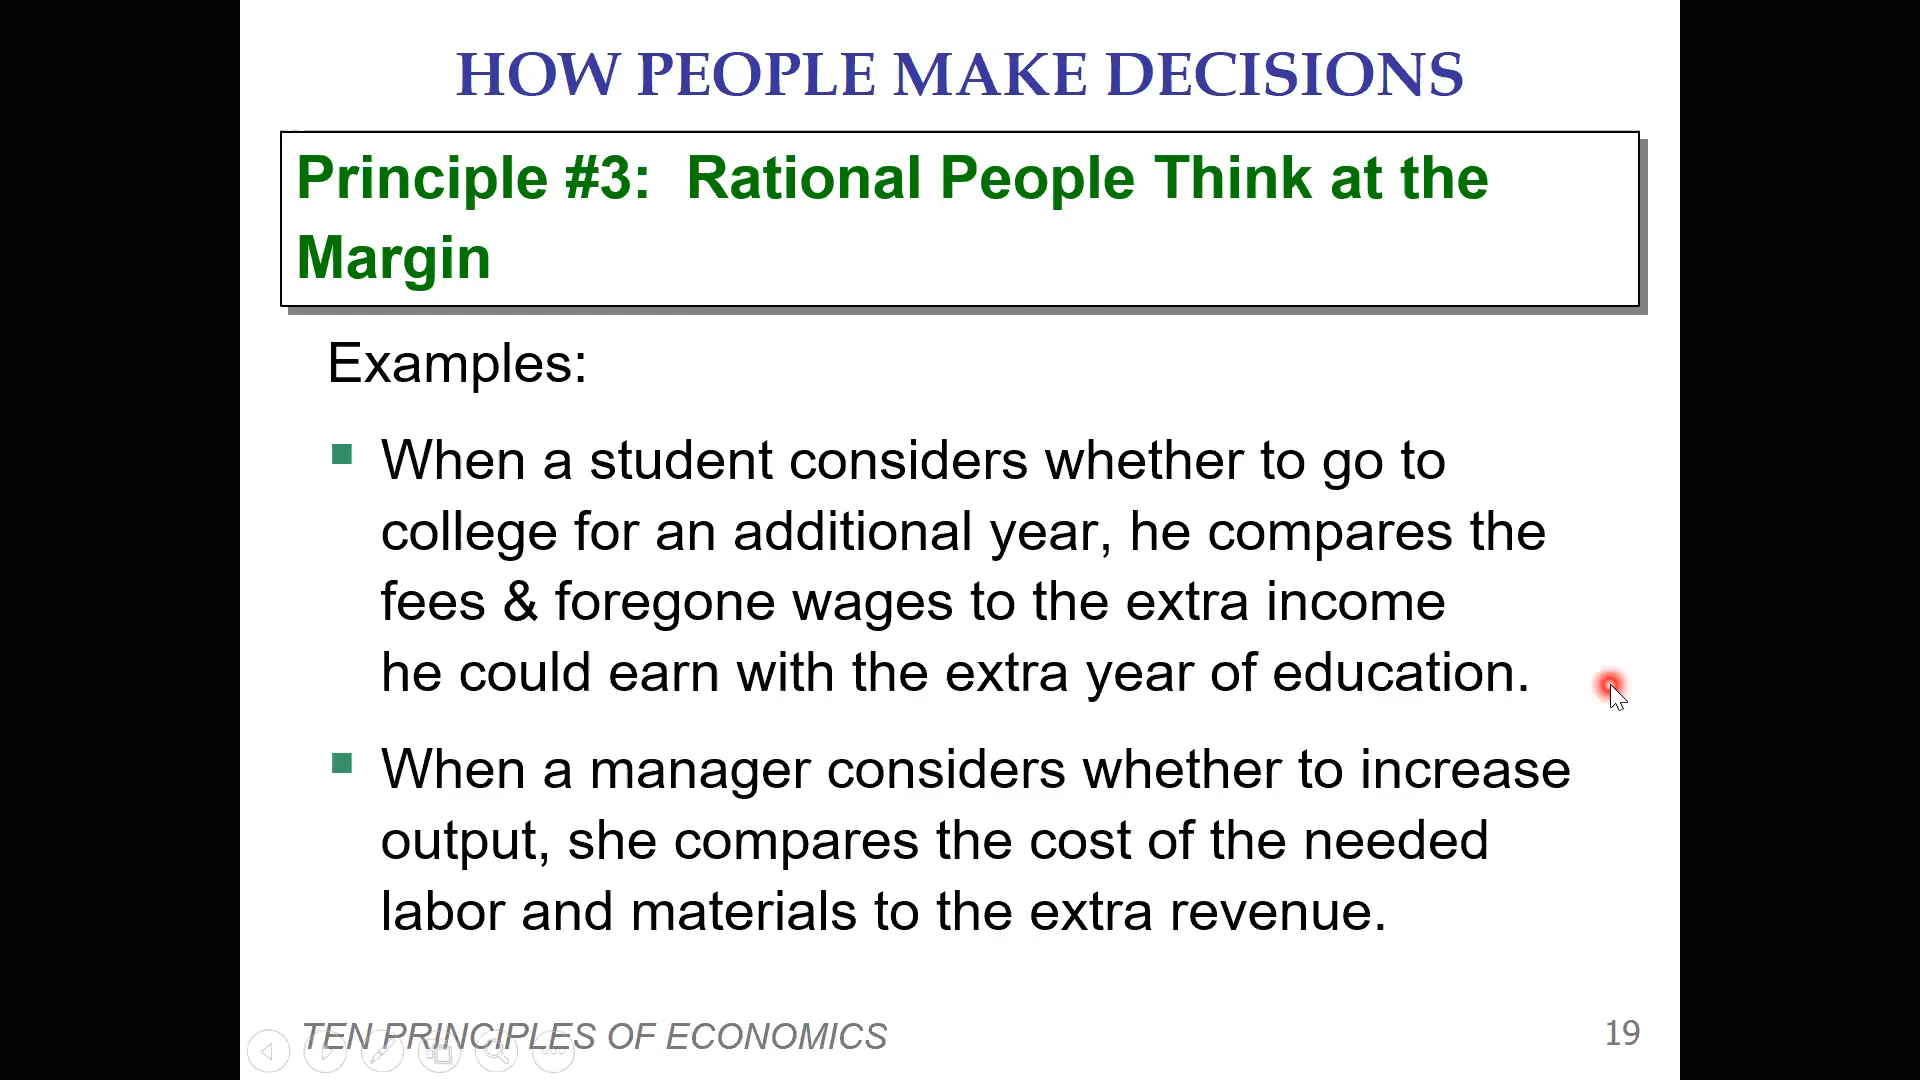 HOW PEOPLE MAKE DECISIONS
Principle #3:  Rational People Think at the
Margin
Examples:
When a student considers whether to go to
college for an additional year, he compares the
fees & foregone wages to the extra income
he could earn with the extra year of education.
When a manager considers whether to increase
output, she compares the cost of the needed
labor and materials to the extra revenue.
TEN PRINCIPLES OF ECONOMICS
19